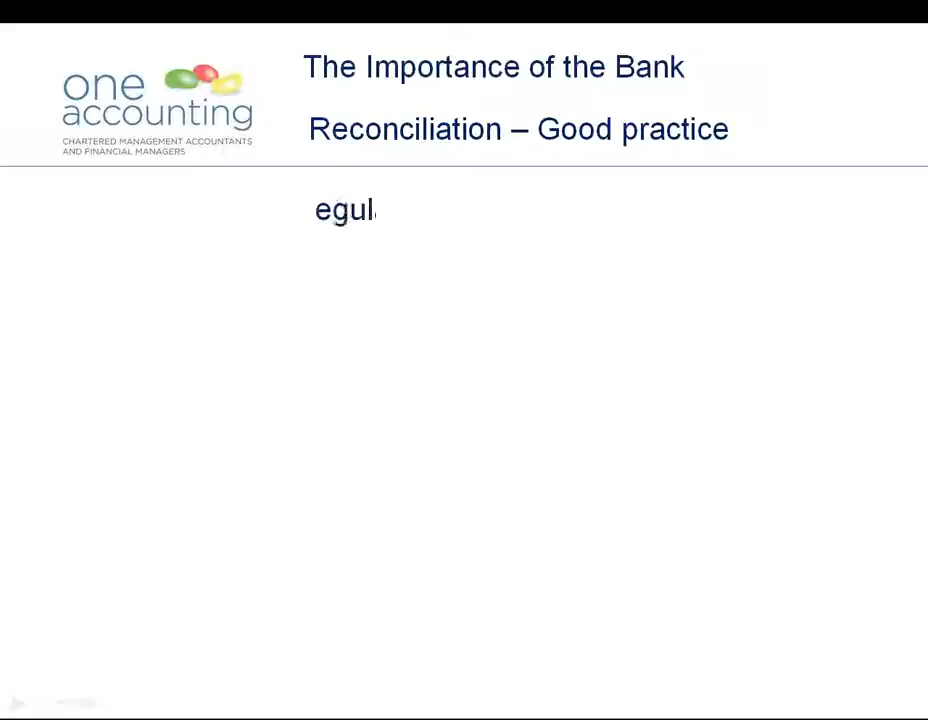 one
accounting
CHARTERED MANAGEMENT ACCOUNTANTS
AND FINANCIAL MANAGERS
The Importance of the Bank
Reconciliation – Good practice
egul